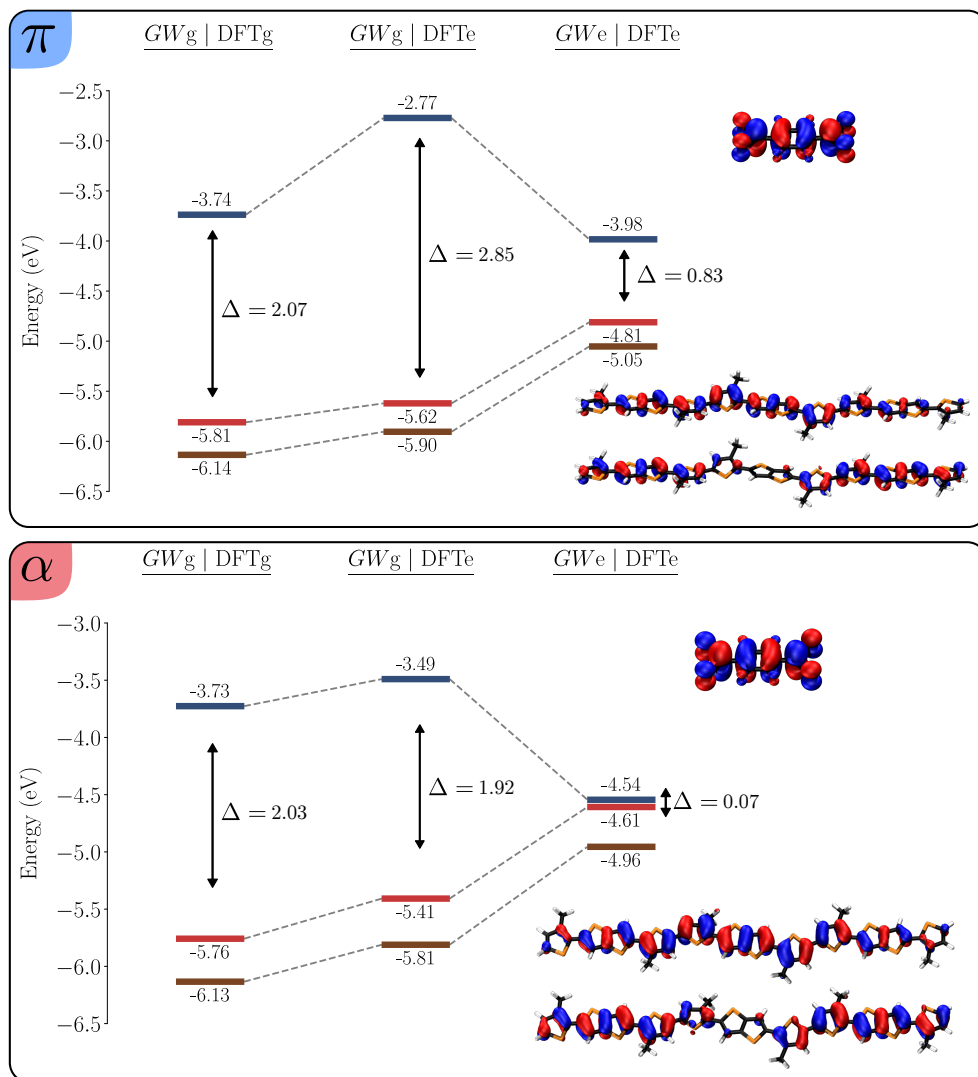 π
GWg | DFTg GWg | DFTe GWe | DFTe
Energy (eV)
−2.5
−3.0
−3.5
−4.0
−4.5
−5.0
−5.5
−6.0
−6.5
-3.74
Δ = 2.07
-5.81
-6.14
-2.77
Δ = 2.85
-5.62
-5.90
-3.98
Δ = 0.83
-4.81
-5.05
α
GWg | DFTg GWg | DFTe GWe | DFTe
Energy (eV)
−3.0
−3.5
−4.0
−4.5
−5.0
−5.5
−6.0
−6.5
-3.73
Δ = 2.03
-5.76
-6.13
-3.49
Δ = 1.92
-5.41
-5.81
-4.54
Δ = 0.07
-4.61
-4.96